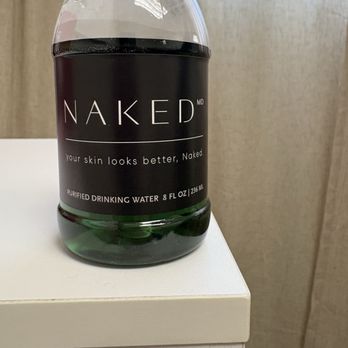 NAKED MD
your skin looks better, Naked.
PURIFIED DRINKING WATER 8 FL OZ | 236 ML